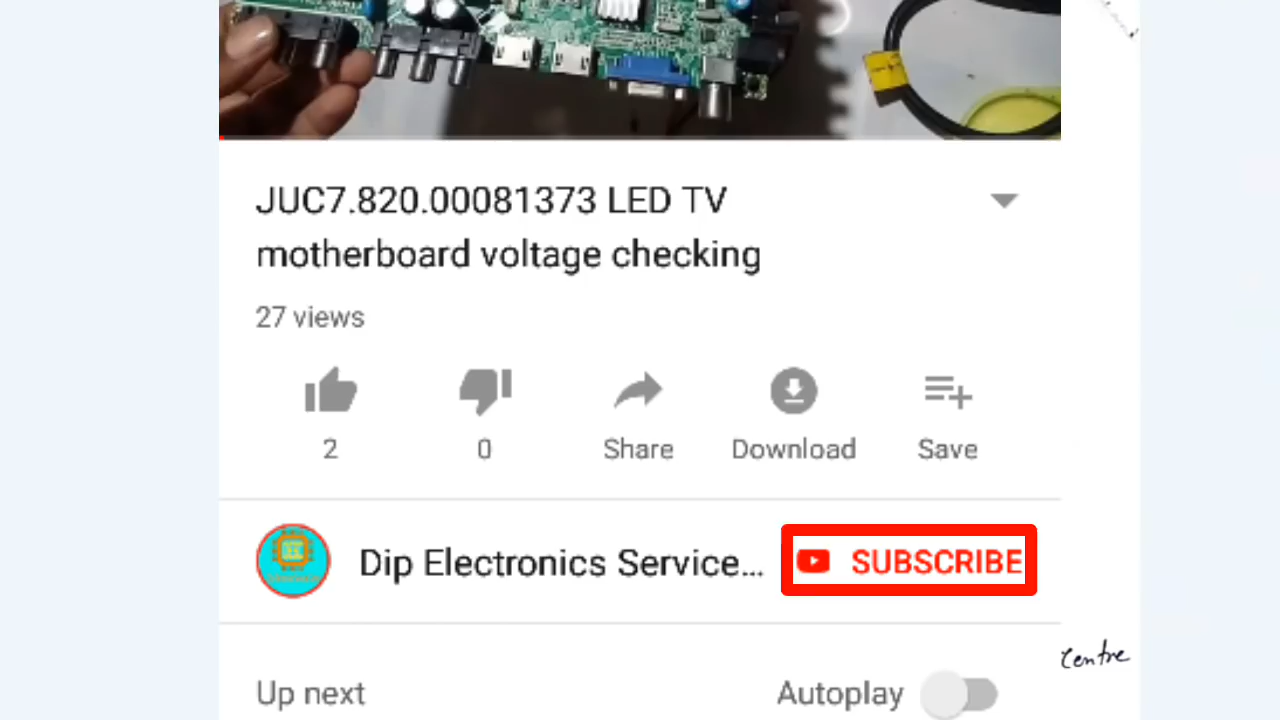 JUC7.820.00081373 LED TV
motherboard voltage checking
27 views
2
0
Share
Download
Save
Dip Electronics Service...
SUBSCRIBE
centre
Up next
Autoplay